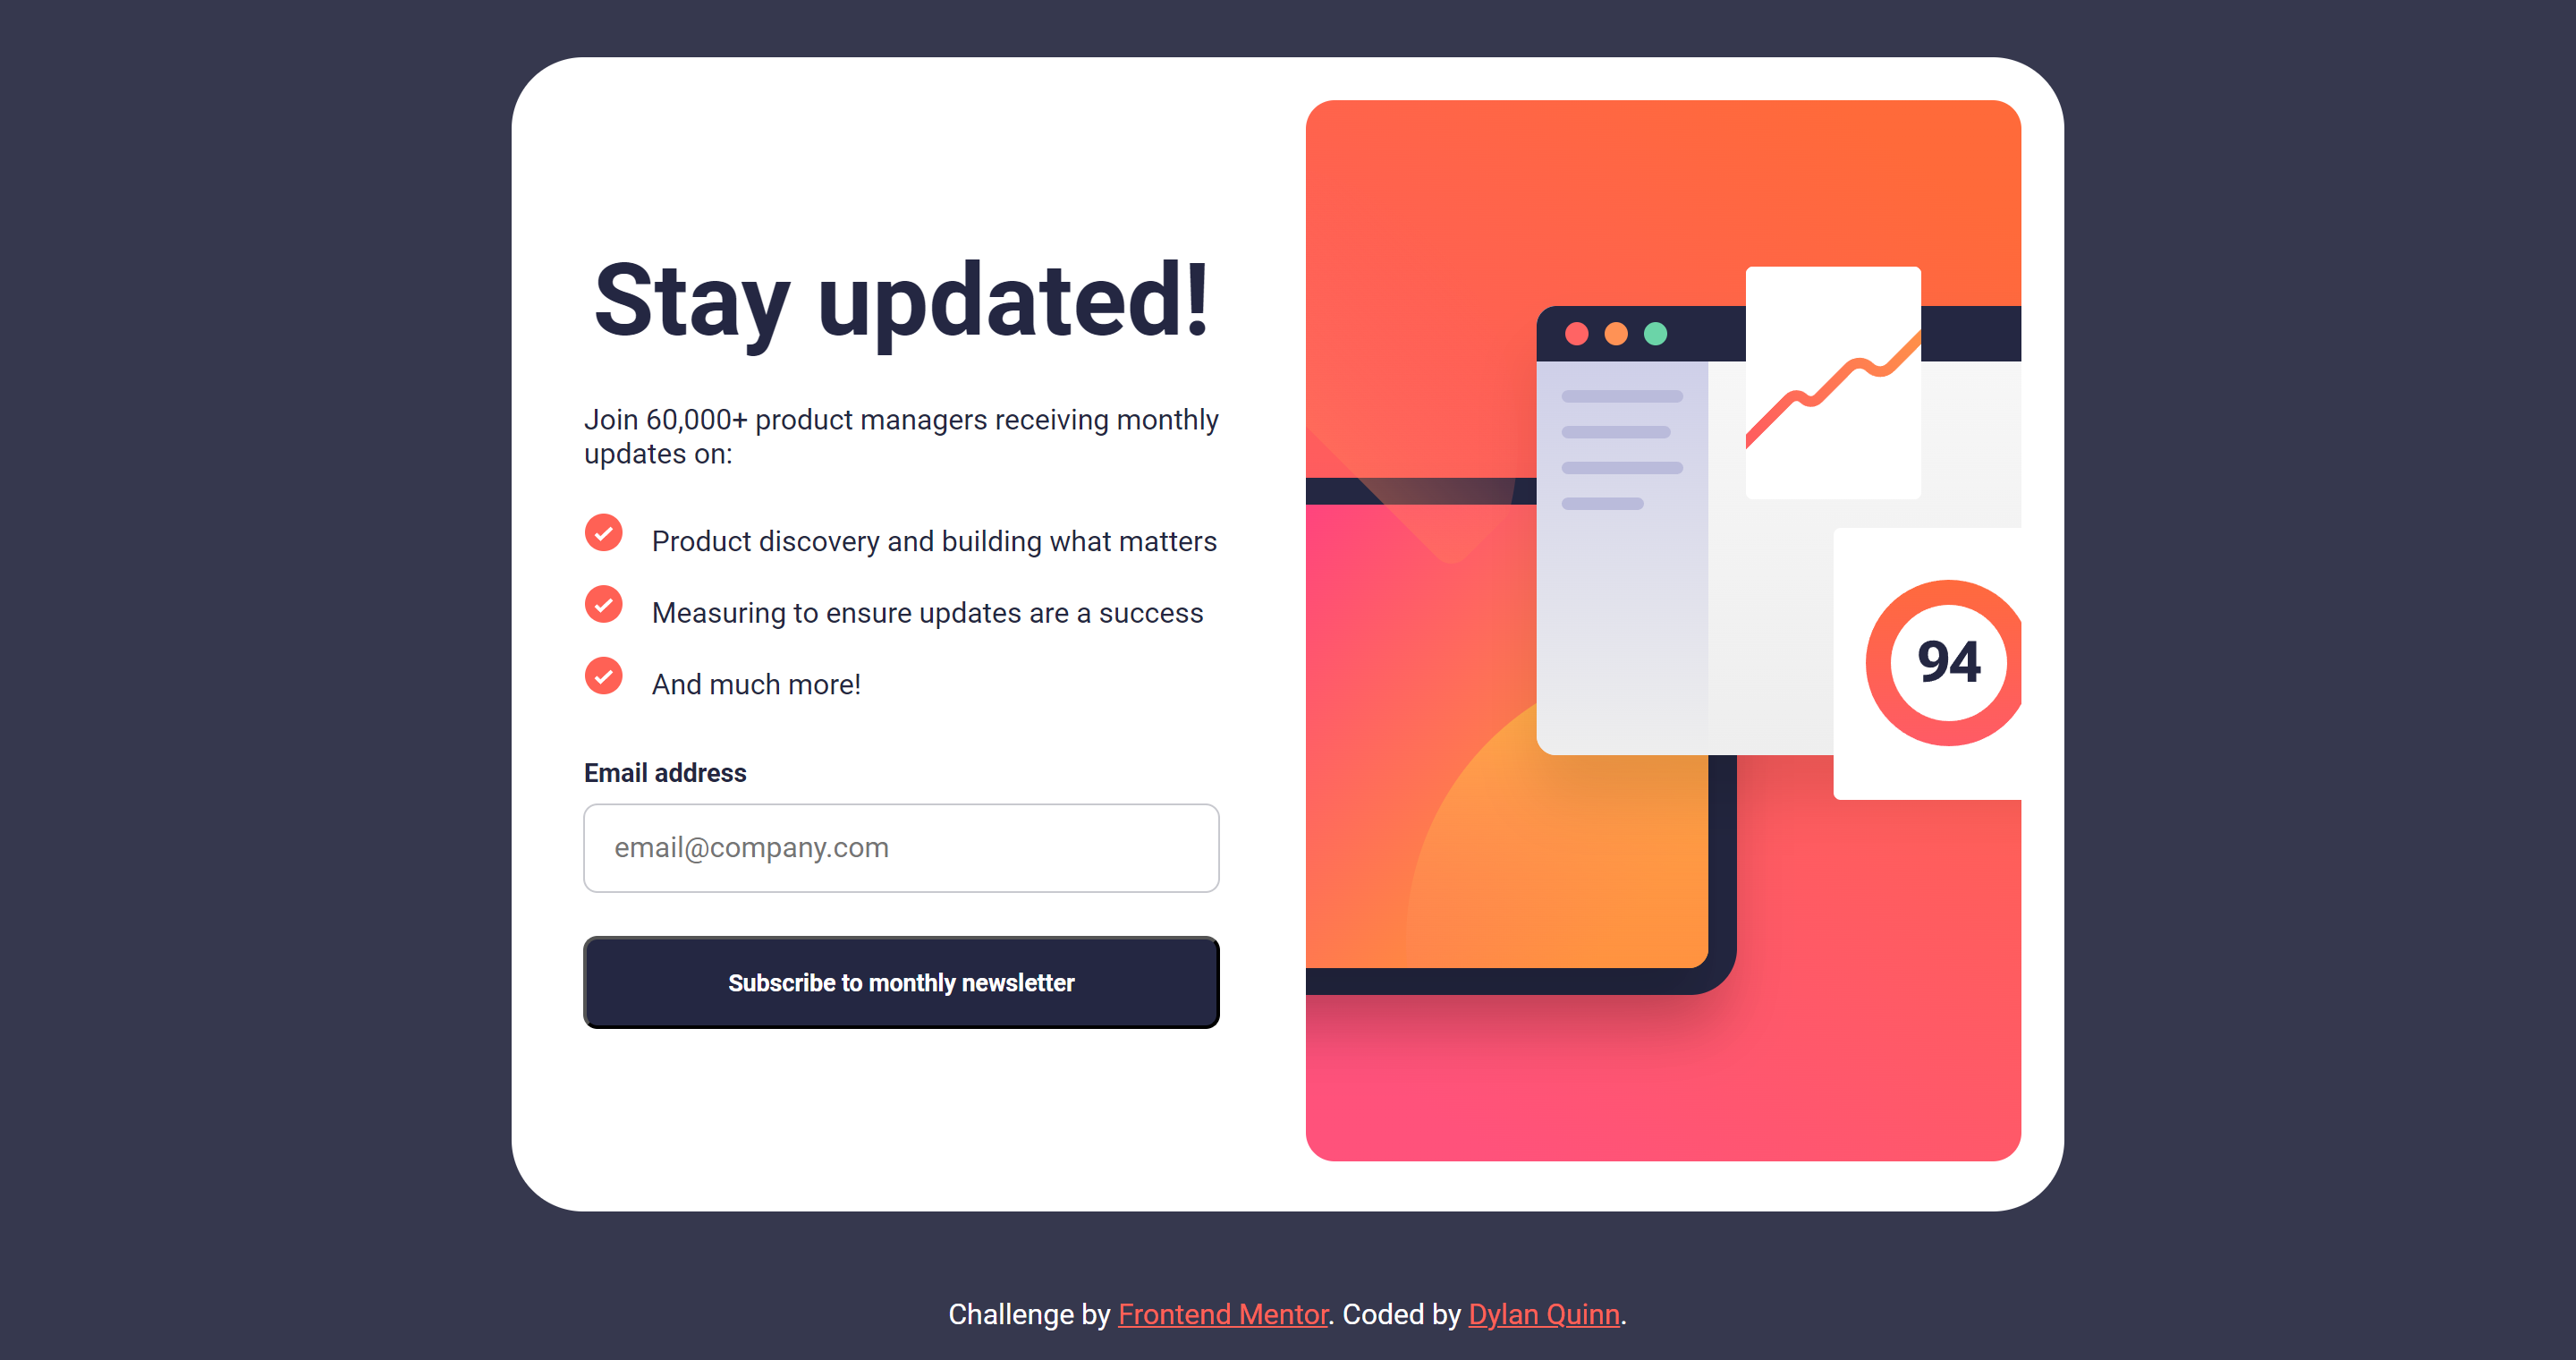 Stay updated!
Join 60,000+ product managers receiving monthly
updates on:
Product discovery and building what matters
Measuring to ensure updates are a success
And much more!
Email address
email@company.com
Subscribe to monthly newsletter
94
Challenge by Frontend Mentor. Coded by Dylan Quinn.